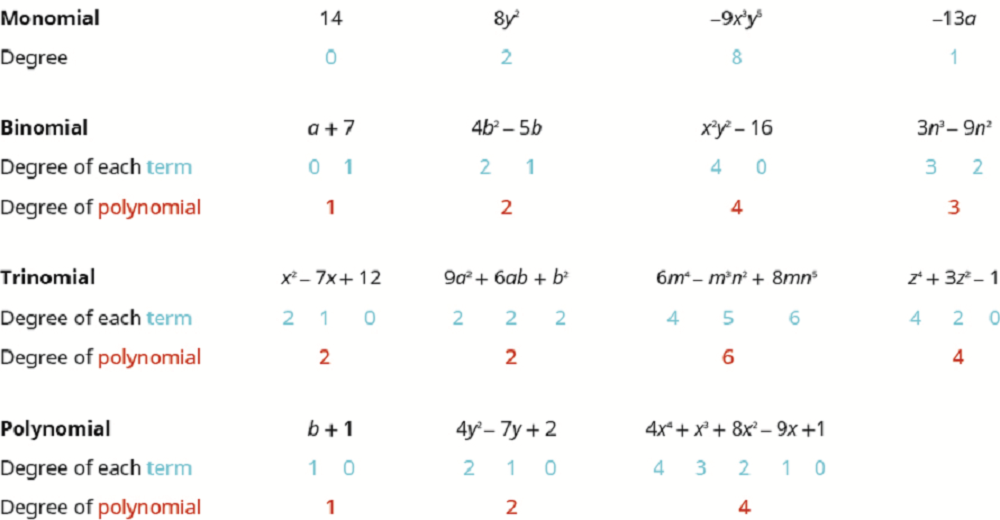 Monomial 14 8y² –9x³y⁵ –13a
Degree 0 2 8 1
Binomial a + 7 4b² – 5b x²y² – 16 3n³ – 9n²
Degree of each term 0 1 2 1 4 0 3 2
Degree of polynomial 1 2 4 3
Trinomial x² – 7x + 12 9a² + 6ab + b² 6m⁴ – m³n² + 8mn⁵ z⁴ + 3z² – 1
Degree of each term 2 1 0 2 2 2 4 5 6 4 2 0
Degree of polynomial 2 2 6 4
Polynomial b + 1 4y² – 7y + 2 4x⁴ + x³ + 8x² – 9x +1
Degree of each term 1 0 2 1 0 4 3 2 1 0
Degree of polynomial 1 2 4